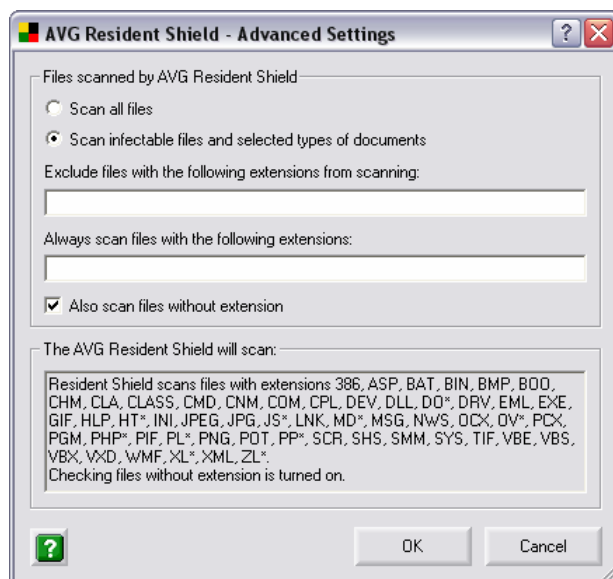 AVG Resident Shield - Advanced Settings
Files scanned by AVG Resident Shield
Scan all files
Scan infectable files and selected types of documents
Exclude files with the following extensions from scanning:
Always scan files with the following extensions:
Also scan files without extension
The AVG Resident Shield will scan:
Resident Shield scans files with extensions 386, ASP, BAT, BIN, BMP, BOO,
CHM, CLA, CLASS, CMD, CNM, COM, CPL, DEV, DLL, DO*, DRV, EML, EXE,
GIF, HLP, HT*, INI, JPEG, JPG, JS*, LNK, MD*, MSG, NWS, OCX, OV*, PCX,
PGM, PHP*, PIF, PL*, PNG, POT, PP*, SCR, SHS, SMM, SYS, TIF, VBE, VBS,
VBX, VXD, WMF, XL*, XML, ZL*.
Checking files without extension is turned on.
?
OK
Cancel